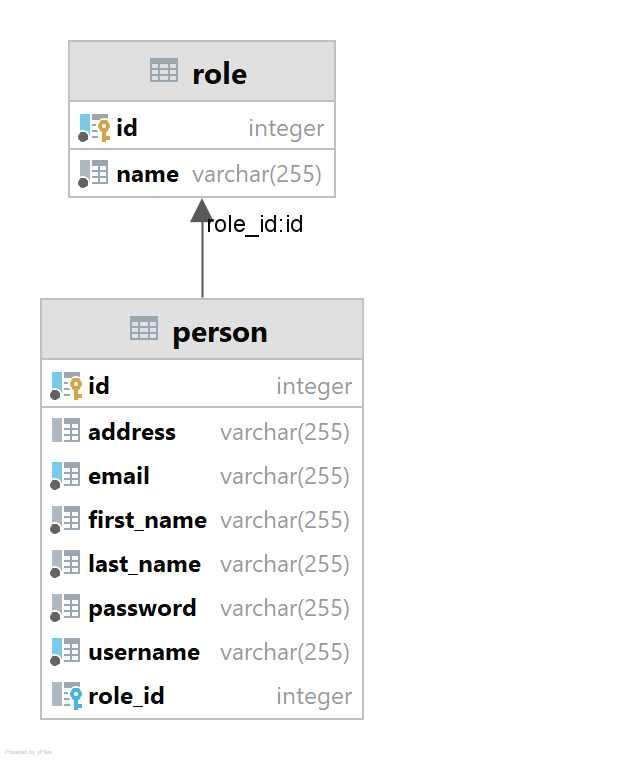 role
id integer
name varchar(255)
role_id:id
person
id integer
address varchar(255)
email varchar(255)
first_name varchar(255)
last_name varchar(255)
password varchar(255)
username varchar(255)
role_id integer
Powered by yFiles